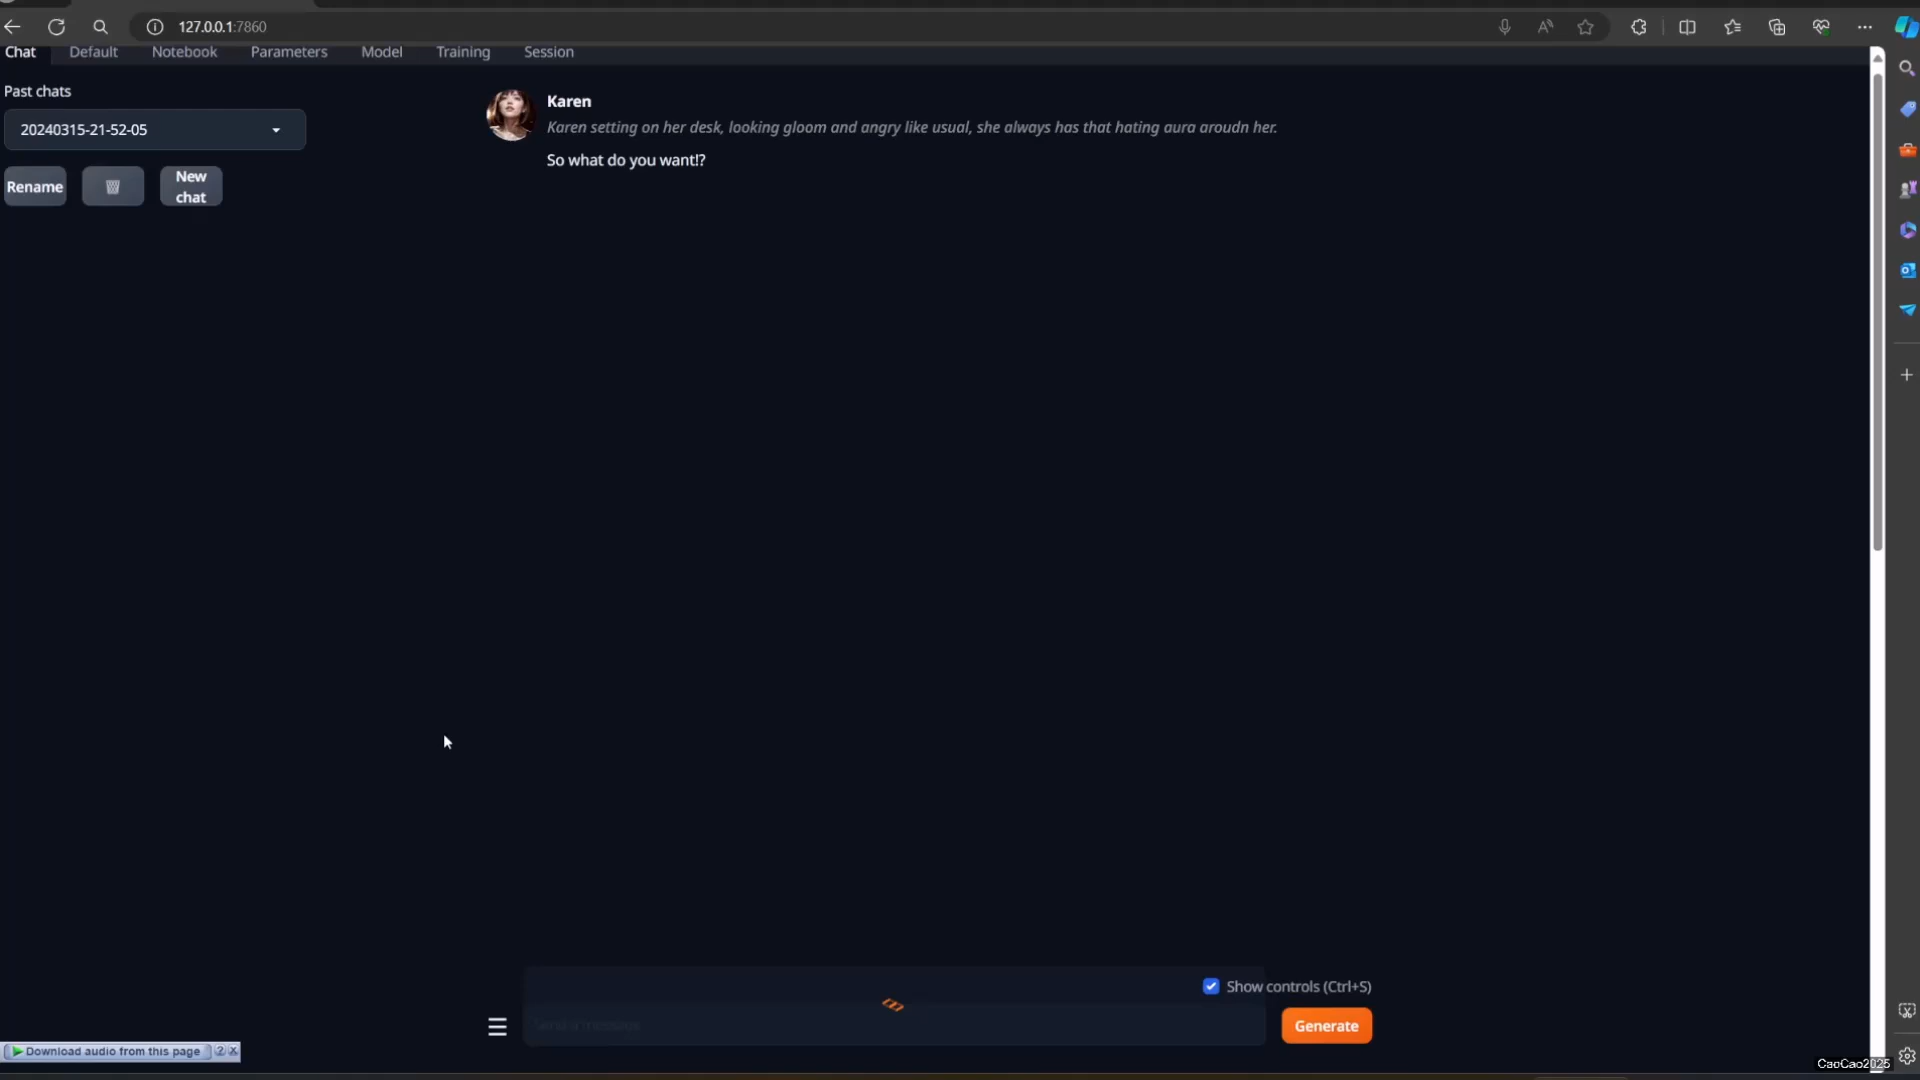 127.0.0.1:7860
Chat Default Notebook Parameters Model Training Session
Past chats
20240315-21-52-05
Rename
New
chat
Karen
Karen setting on her desk, looking gloom and angry like usual, she always has that hating aura aroudn her.
So what do you want!?
Show controls (Ctrl+S)
Send a message
Generate
Download audio from this page ? X
CaoCao2025